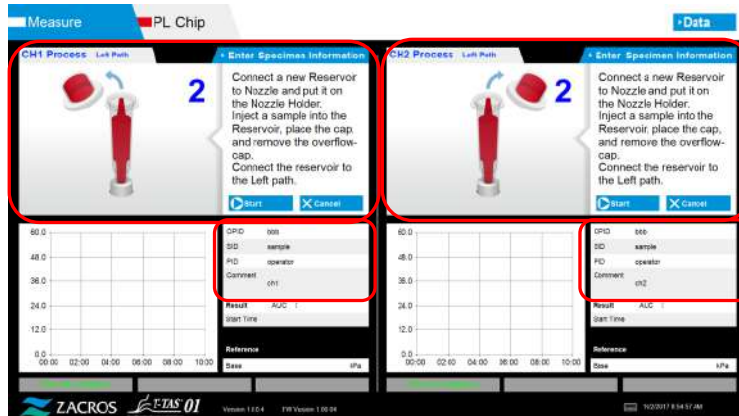 Measure
PL Chip
Data
CH1 Process Left Path
Enter Specimen Information
2
Connect a new Reservoir
to Nozzle and put it on
the Nozzle Holder.
Inject a sample into the
Reservoir, place the cap,
and remove the overflow-
cap.
Connect the reservoir to
the Left path.
Start
Cancel
CH2 Process Left Path
Enter Specimen Information
2
Connect a new Reservoir
to Nozzle and put it on
the Nozzle Holder.
Inject a sample into the
Reservoir, place the cap,
and remove the overflow-
cap.
Connect the reservoir to
the Left path.
Start
Cancel
60.0
48.0
36.0
24.0
12.0
0.0
00:00 02:00 04:00 06:00 08:00 10:00
OPID bbb
SID sample
PID operator
Comment
ch1
Result AUC :
Start Time
Reference
Base kPa
60.0
48.0
36.0
24.0
12.0
0.0
00:00 02:00 04:00 06:00 08:00 10:00
OPID bbb
SID sample
PID operator
Comment
ch2
Result AUC :
Start Time
Reference
Base kPa
ZACROS T-TAS 01
11/2/2017 8:54:57 AM